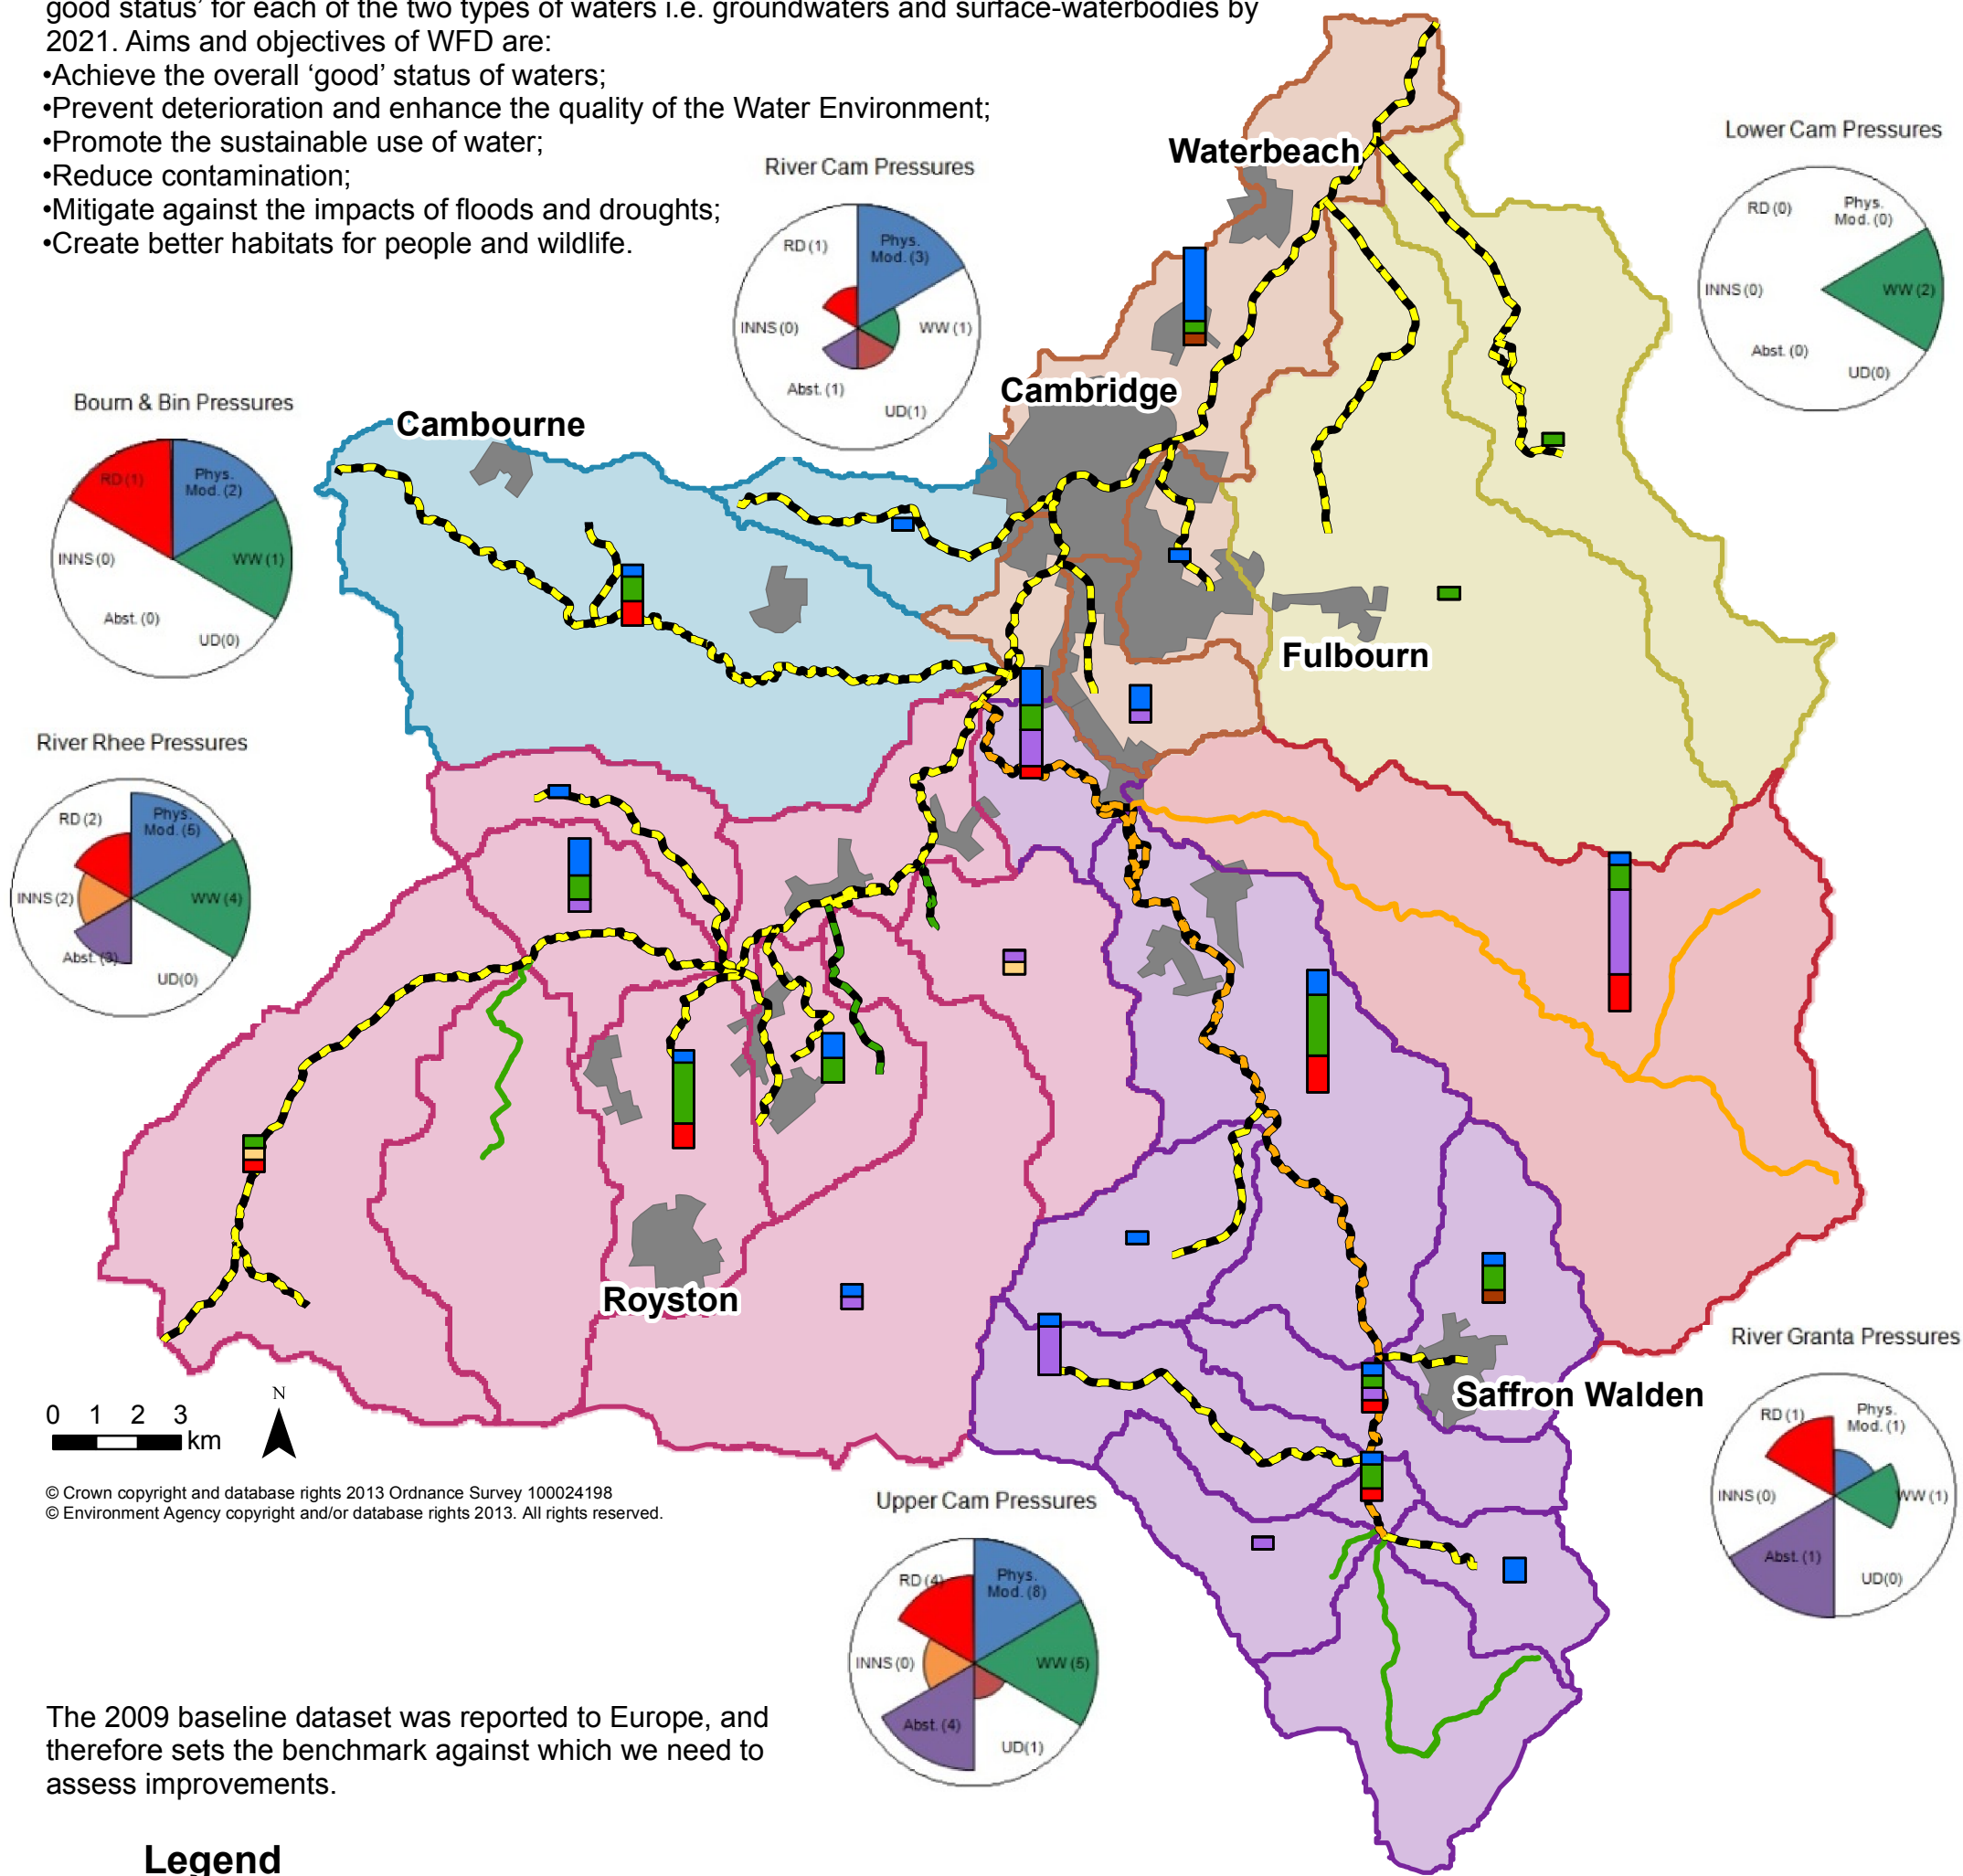 good status’ for each of the two types of waters i.e. groundwaters and surface-waterbodies by
2021. Aims and objectives of WFD are:
•Achieve the overall ‘good’ status of waters;
•Prevent deterioration and enhance the quality of the Water Environment;
•Promote the sustainable use of water;
•Reduce contamination;
•Mitigate against the impacts of floods and droughts;
•Create better habitats for people and wildlife.
River Cam Pressures
RD (1)
Phys.
Mod. (3)
INNS (0)
WW (1)
Abst. (1)
UD(1)
Waterbeach
Lower Cam Pressures
RD (0)
Phys.
Mod. (0)
INNS (0)
WW (2)
Abst. (0)
UD(0)
Bourn & Bin Pressures
RD (1)
Phys.
Mod. (2)
INNS (0)
WW (1)
Abst. (0)
UD(0)
Cambourne
Cambridge
Fulbourn
River Rhee Pressures
RD (2)
Phys.
Mod. (5)
INNS (2)
WW (4)
Abst. (3)
UD(0)
Royston
Saffron Walden
River Granta Pressures
RD (1)
Phys.
Mod. (1)
INNS (0)
WW (1)
Abst. (1)
UD(0)
0 1 2 3
km
N
© Crown copyright and database rights 2013 Ordnance Survey 100024198
© Environment Agency copyright and/or database rights 2013. All rights reserved.
Upper Cam Pressures
RD (4)
Phys.
Mod. (8)
INNS (0)
WW (5)
Abst. (4)
UD(1)
The 2009 baseline dataset was reported to Europe, and
therefore sets the benchmark against which we need to
assess improvements.
Legend